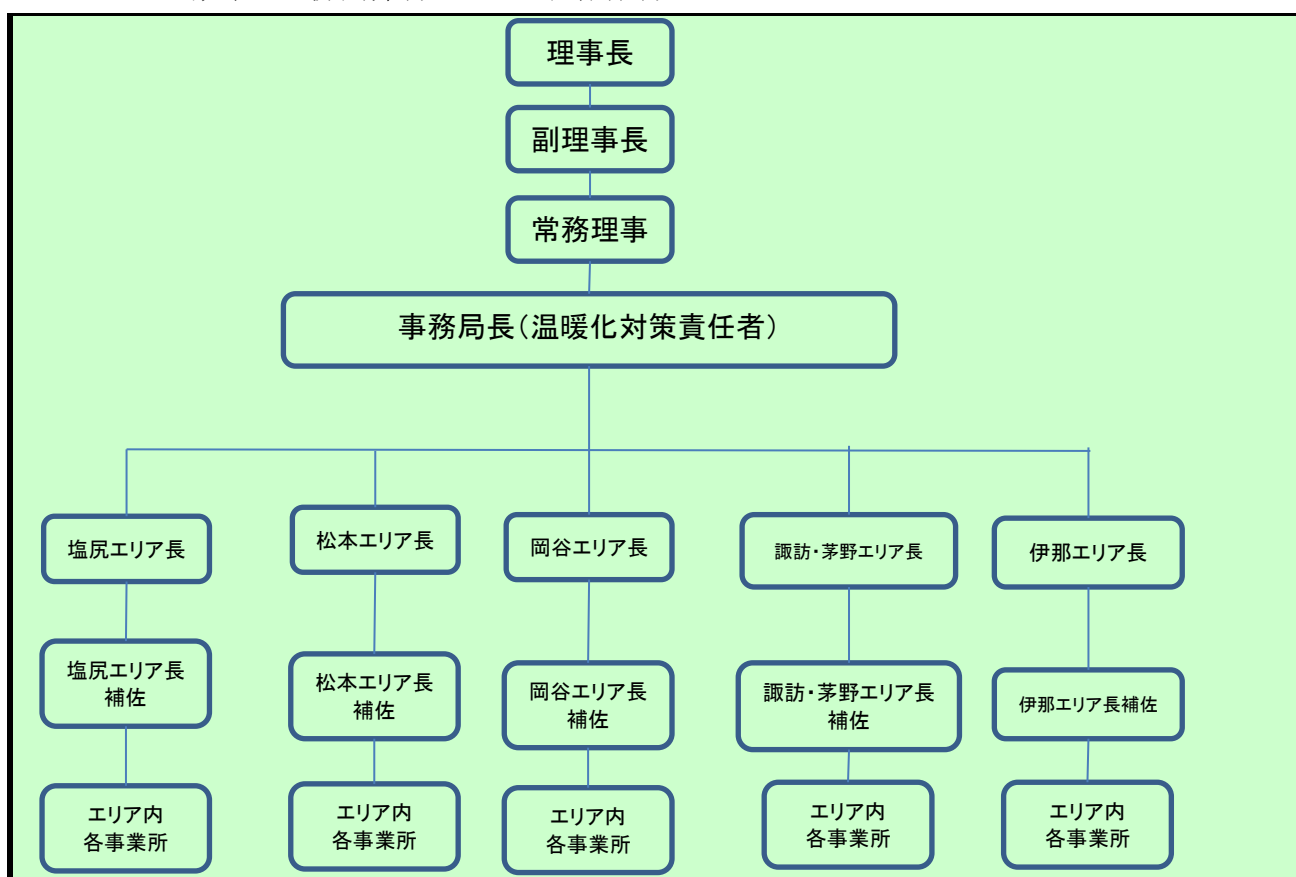 理事長
副理事長
常務理事
事務局長(温暖化対策責任者)
塩尻エリア長
松本エリア長
岡谷エリア長
諏訪・茅野エリア長
伊那エリア長
塩尻エリア長
補佐
松本エリア長
補佐
岡谷エリア長
補佐
諏訪・茅野エリア長
補佐
伊那エリア長補佐
エリア内
各事業所
エリア内
各事業所
エリア内
各事業所
エリア内
各事業所
エリア内
各事業所